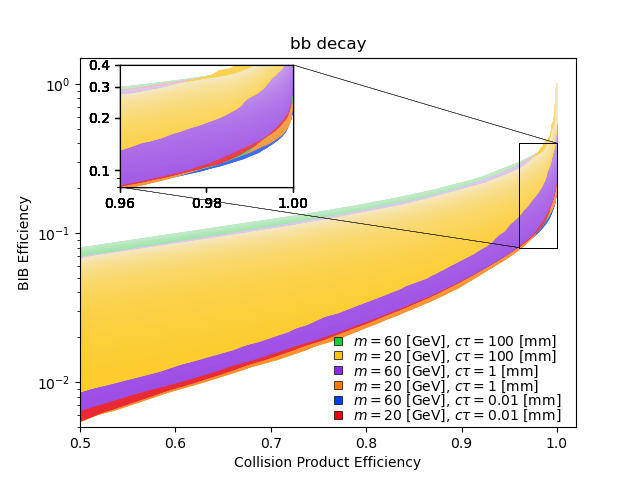 bb decay
0.4
0.3
0.2
0.1
0.96 0.98 1.00
10⁰
10⁻¹
10⁻²
BIB Efficiency
m = 60 [GeV], cτ = 100 [mm]
m = 20 [GeV], cτ = 100 [mm]
m = 60 [GeV], cτ = 1 [mm]
m = 20 [GeV], cτ = 1 [mm]
m = 60 [GeV], cτ = 0.01 [mm]
m = 20 [GeV], cτ = 0.01 [mm]
0.5 0.6 0.7 0.8 0.9 1.0
Collision Product Efficiency